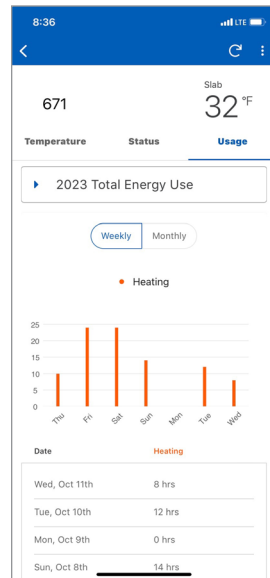 8:36 LTE
Slab
671 32 °F
Temperature Status Usage
2023 Total Energy Use
Weekly Monthly
Heating
25
20
15
10
5
0
Thu Fri Sat Sun Mon Tue Wed
Date Heating
Wed, Oct 11th 8 hrs
Tue, Oct 10th 12 hrs
Mon, Oct 9th 0 hrs
Sun, Oct 8th 14 hrs